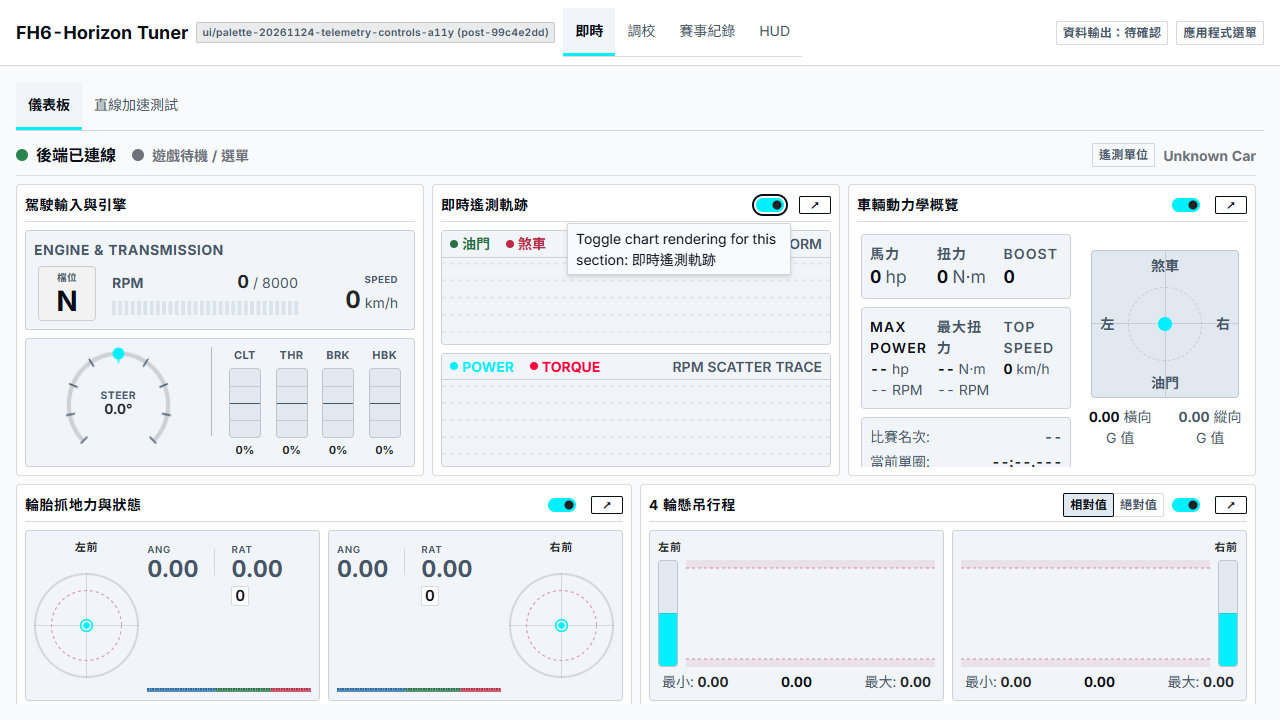 FH6-Horizon Tuner
ui/palette-20261124-telemetry-controls-a11y (post-99c4e2dd)
即時 調校 賽事紀錄 HUD
資料輸出：待確認 應用程式選單
儀表板 直線加速測試
後端已連線 遊戲待機 / 選單
遙測單位 Unknown Car
駕駛輸入與引擎
ENGINE & TRANSMISSION
檔位
N
RPM 0 / 8000
SPEED
0 km/h
STEER
0.0°
CLT THR BRK HBK
0% 0% 0% 0%
即時遙測軌跡
↗
油門 煞車 ORM
Toggle chart rendering for this
section: 即時遙測軌跡
POWER TORQUE RPM SCATTER TRACE
車輛動力學概覽
↗
馬力 扭力 BOOST
0 hp 0 N·m 0
MAX POWER 最大扭力 TOP SPEED
-- hp -- N·m 0 km/h
-- RPM -- RPM
比賽名次: --
當前單圈: --:--.---
煞車
左 右
油門
0.00 橫向 G 值
0.00 縱向 G 值
輪胎抓地力與狀態
↗
左前
ANG RAT
0.00 0.00
0
ANG RAT
0.00 0.00
0
右前
4 輪懸吊行程
相對值 絕對值
↗
左前
最小: 0.00 0.00 最大: 0.00
右前
最小: 0.00 0.00 最大: 0.00